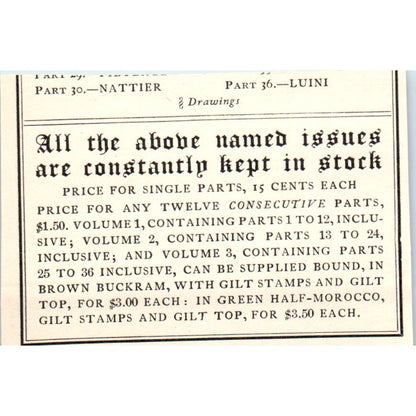 PART 30.—NATTIER PART 36.—LUINI
Drawings
All the above named issues
are constantly kept in stock
PRICE FOR SINGLE PARTS, 15 CENTS EACH
PRICE FOR ANY TWELVE CONSECUTIVE PARTS,
$1.50. VOLUME 1, CONTAINING PARTS 1 TO 12, INCLU-
SIVE; VOLUME 2, CONTAINING PARTS 13 TO 24,
INCLUSIVE; AND VOLUME 3, CONTAINING PARTS
25 TO 36 INCLUSIVE, CAN BE SUPPLIED BOUND, IN
BROWN BUCKRAM, WITH GILT STAMPS AND GILT
TOP, FOR $3.00 EACH: IN GREEN HALF-MOROCCO,
GILT STAMPS AND GILT TOP, FOR $3.50 EACH.